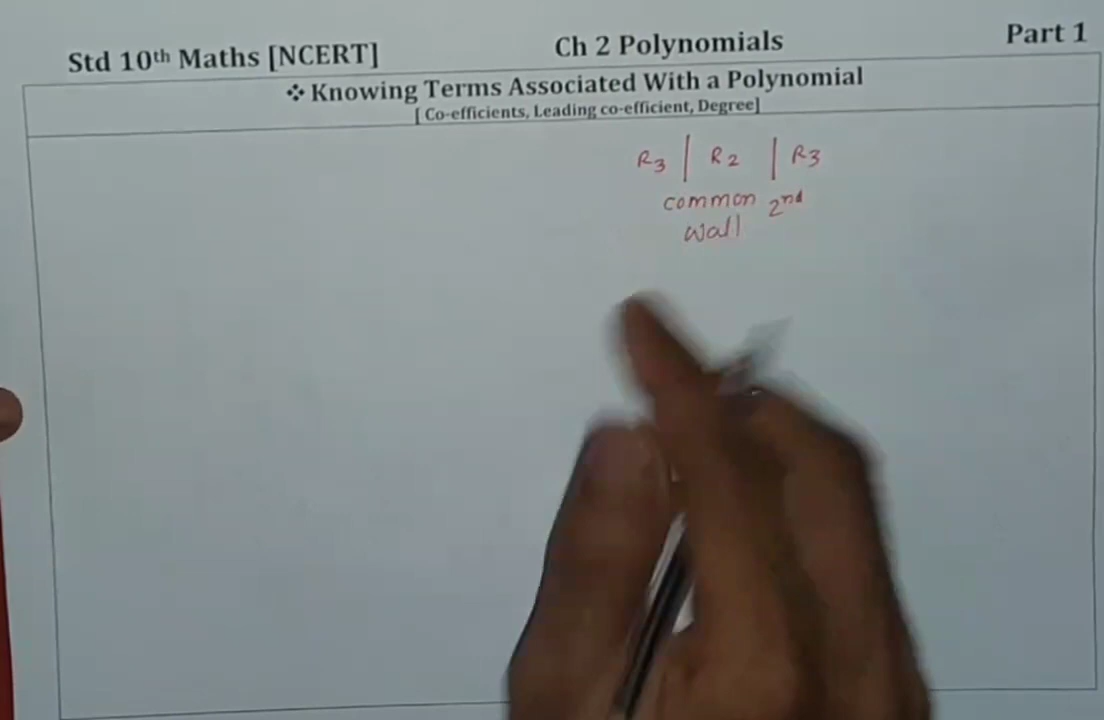 Std 10th Maths [NCERT] Ch 2 Polynomials Part 1
❖ Knowing Terms Associated With a Polynomial
[ Co-efficients, Leading co-efficient, Degree]
R3 | R2 | R3
common 2nd
wall